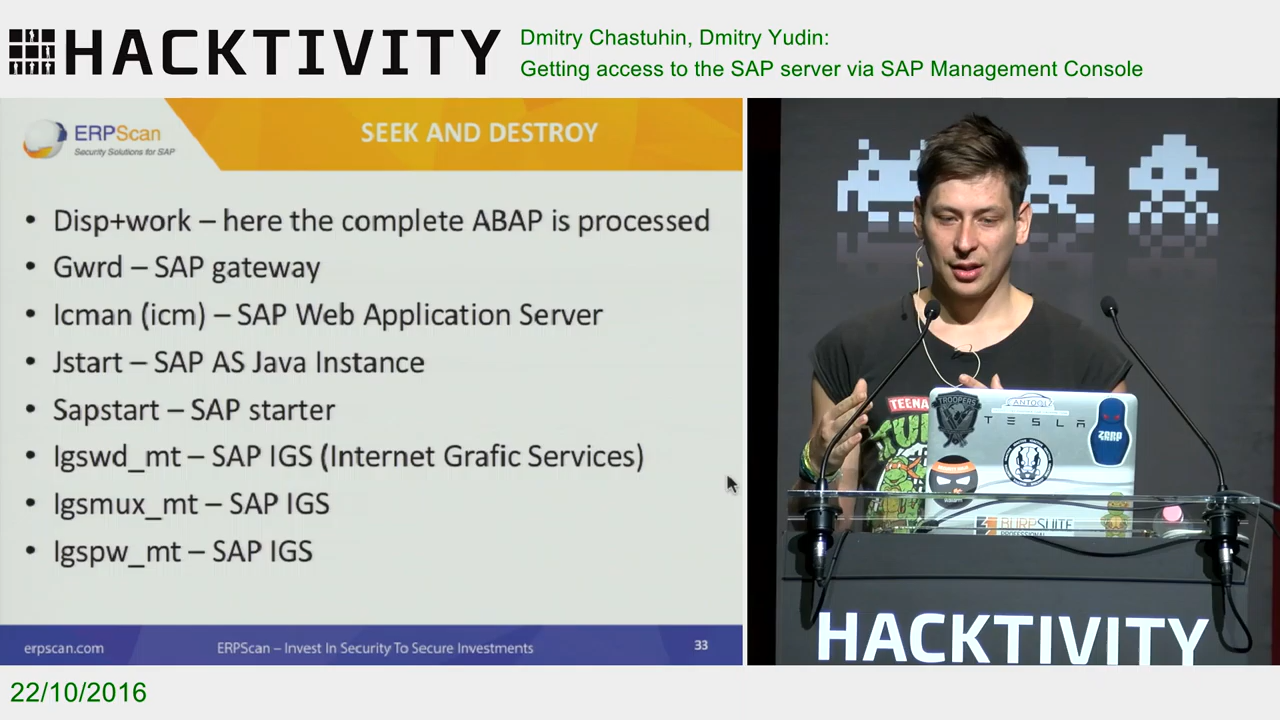 HACKTIVITY
Dmitry Chastuhin, Dmitry Yudin:
Getting access to the SAP server via SAP Management Console
ERPScan
Security Solutions for SAP
SEEK AND DESTROY
• Disp+work – here the complete ABAP is processed
• Gwrd – SAP gateway
• Icman (icm) – SAP Web Application Server
• Jstart – SAP AS Java Instance
• Sapstart – SAP starter
• Igswd_mt – SAP IGS (Internet Grafic Services)
• Igsmux_mt – SAP IGS
• Igspw_mt – SAP IGS
erpscan.com
ERPScan – Invest In Security To Secure Investments
33
TEENA
TROOPERS
TESLA
BURPSUITE
PROFESSIONAL
HACKTIVITY
22/10/2016